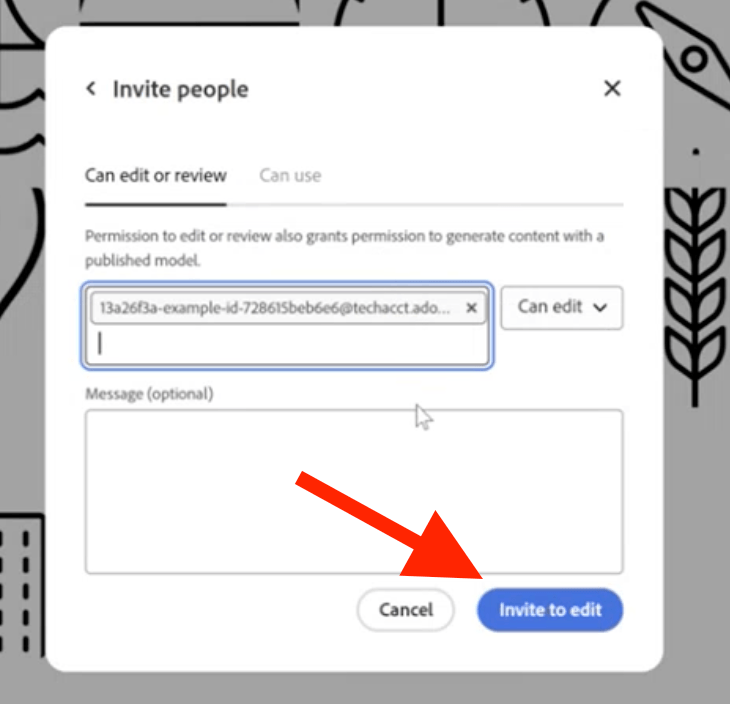 Invite people
Can edit or review
Can use
Permission to edit or review also grants permission to generate content with a
published model.
13a26f3a-example-id-728615beb6e6@techacct.ado...
Can edit
Message (optional)
Cancel
Invite to edit